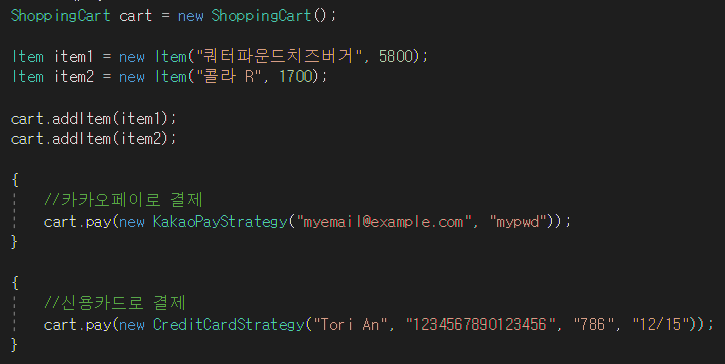 ShoppingCart cart = new ShoppingCart();
Item item1 = new Item("쿼터파운드치즈버거", 5800);
Item item2 = new Item("콜라 R", 1700);
cart.addItem(item1);
cart.addItem(item2);
{
//카카오페이로 결제
cart.pay(new KakaoPayStrategy("myemail@example.com", "mypwd"));
}
{
//신용카드로 결제
cart.pay(new CreditCardStrategy("Tori An", "1234567890123456", "786", "12/15"));
}